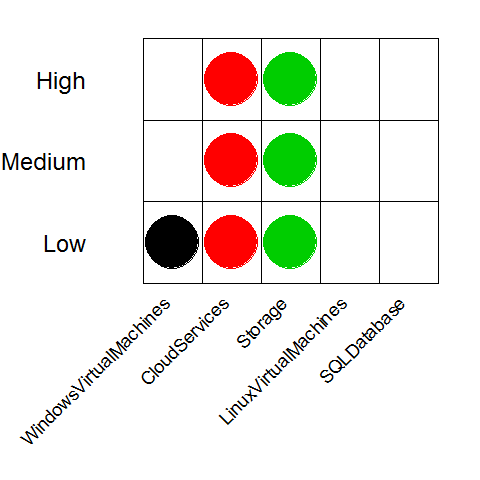 High
Medium
Low
WindowsVirtualMachines
CloudServices
Storage
LinuxVirtualMachines
SQLDatabase